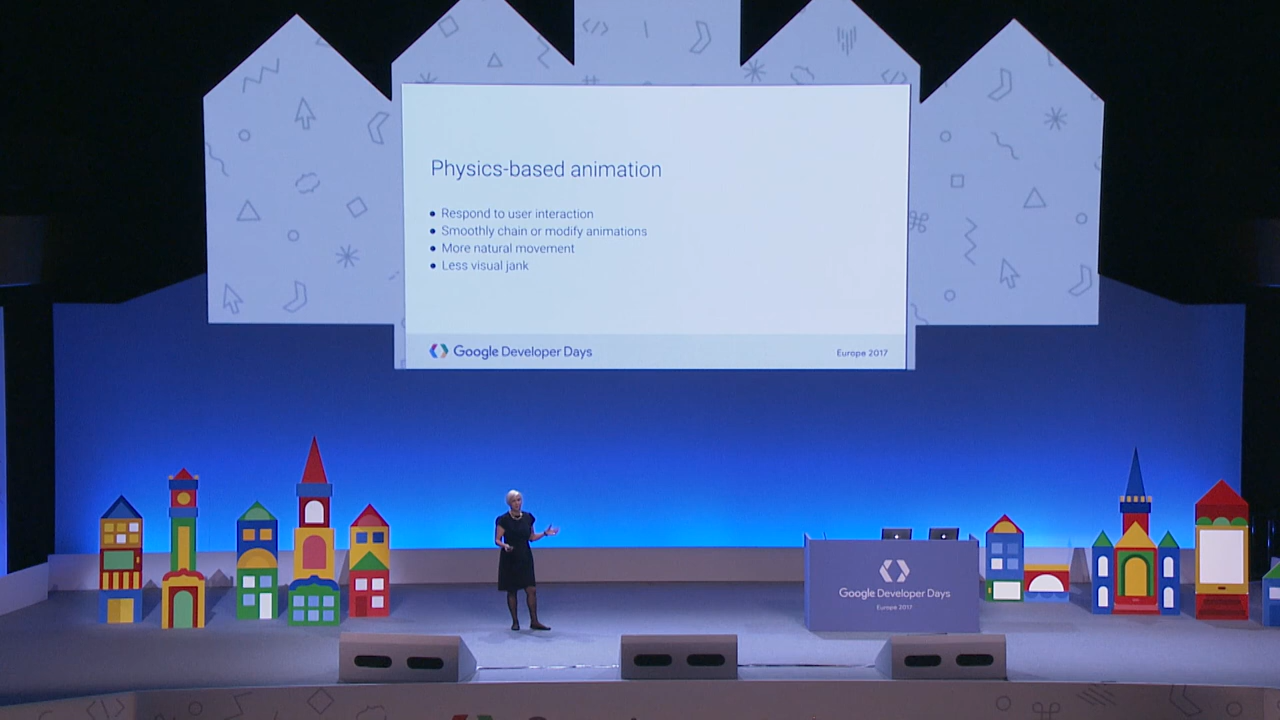 Physics-based animation
Respond to user interaction
Smoothly chain or modify animations
More natural movement
Less visual jank
Google Developer Days
Europe 2017
Google Developer Days
Europe 2017